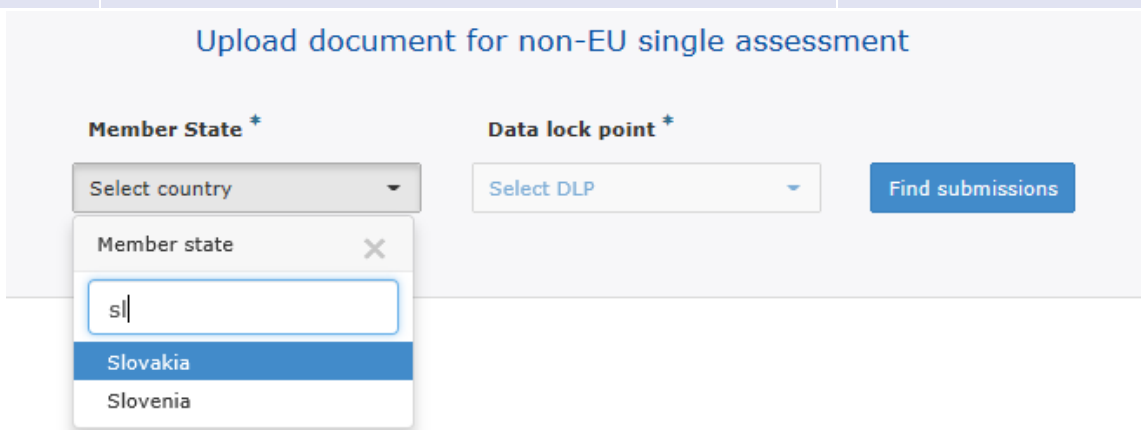 Upload document for non-EU single assessment
Member State * Data lock point *
Select country Select DLP Find submissions
Member state ×
sl
Slovakia
Slovenia